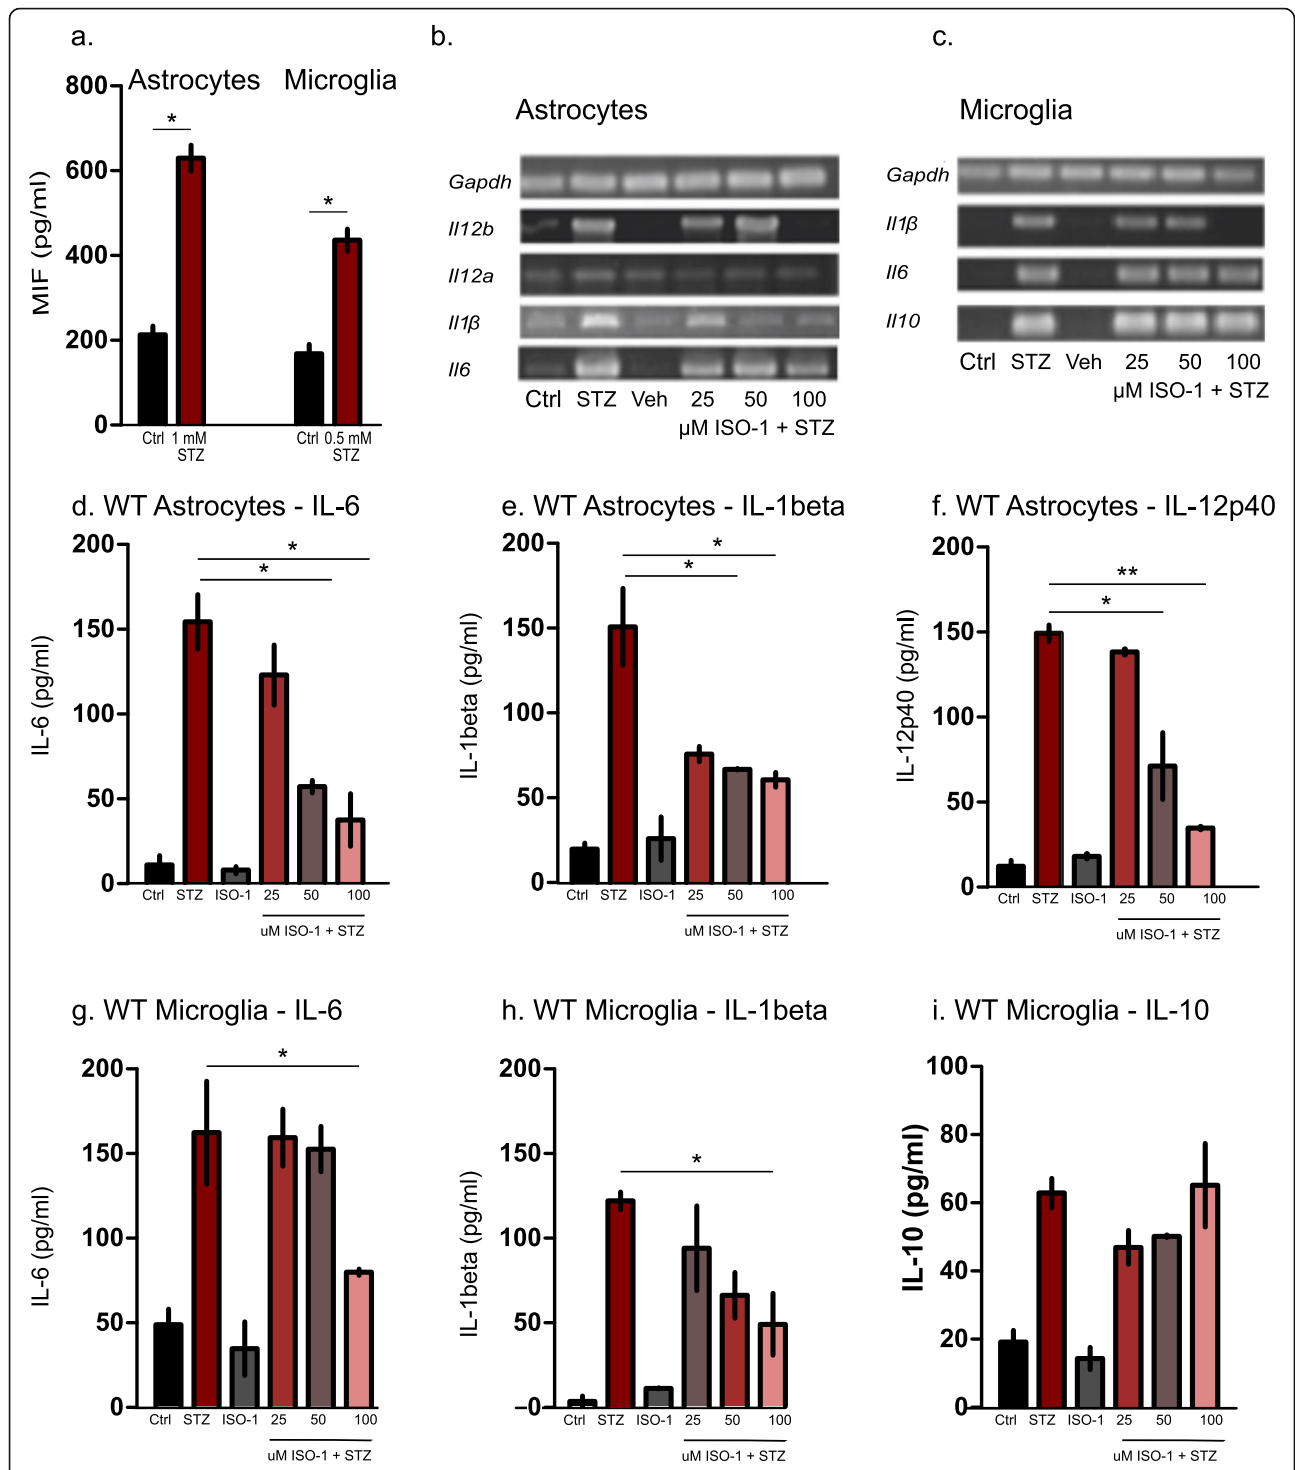 a.
Astrocytes Microglia
MIF (pg/ml)
800
600
400
200
0
*
*
Ctrl 1 mM STZ
Ctrl 0.5 mM STZ
b.
Astrocytes
Gapdh
Il12b
Il12a
Il1β
Il6
Ctrl STZ Veh 25 50 100
µM ISO-1 + STZ
c.
Microglia
Gapdh
Il1β
Il6
Il10
Ctrl STZ Veh 25 50 100
µM ISO-1 + STZ
d. WT Astrocytes - IL-6
IL-6 (pg/ml)
200
150
100
50
0
*
*
Ctrl STZ ISO-1 25 50 100
uM ISO-1 + STZ
e. WT Astrocytes - IL-1beta
IL-1beta (pg/ml)
200
150
100
50
0
*
*
Ctrl STZ ISO-1 25 50 100
uM ISO-1 + STZ
f. WT Astrocytes - IL-12p40
IL-12p40 (pg/ml)
200
150
100
50
0
**
*
Ctrl STZ ISO-1 25 50 100
uM ISO-1 + STZ
g. WT Microglia - IL-6
IL-6 (pg/ml)
200
150
100
50
0
*
Ctrl STZ ISO-1 25 50 100
uM ISO-1 + STZ
h. WT Microglia - IL-1beta
IL-1beta (pg/ml)
200
150
100
50
–0
*
Ctrl STZ ISO-1 25 50 100
uM ISO-1 + STZ
i. WT Microglia - IL-10
IL-10 (pg/ml)
100
80
60
40
20
0
Ctrl STZ ISO-1 25 50 100
uM ISO-1 + STZ